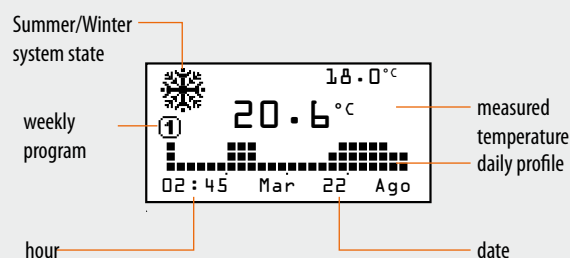 Summer/Winter
system state
18.0°C
20.6°C
1
weekly
program
measured
temperature
daily profile
02:45 Mar 22 Ago
hour
date